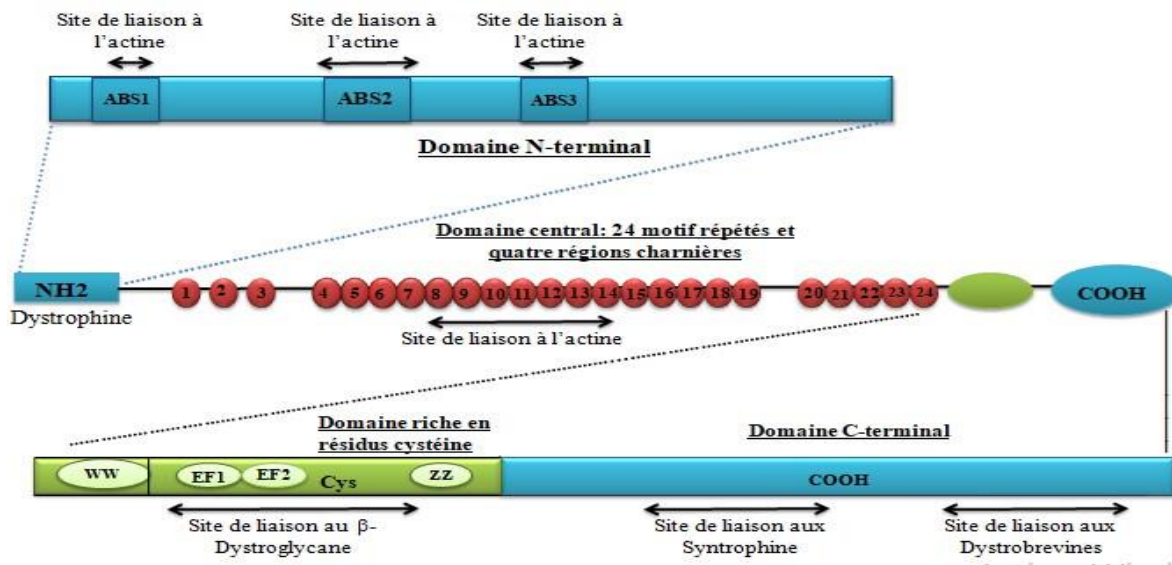 Site de liaison à
l'actine
Site de liaison à
l'actine
Site de liaison à
l'actine
ABS1
ABS2
ABS3
Domaine N-terminal
Domaine central: 24 motif répétés et
quatre régions charnières
NH2
1 2 3 4 5 6 7 8 9 10 11 12 13 14 15 16 17 18 19 20 21 22 23 24
COOH
Dystrophine
Site de liaison à l'actine
Domaine riche en
résidus cystéine
Domaine C-terminal
WW
EF1
EF2
Cys
ZZ
COOH
Site de liaison au β-
Dystroglycane
Site de liaison aux
Syntrophine
Site de liaison aux
Dystrobrevines